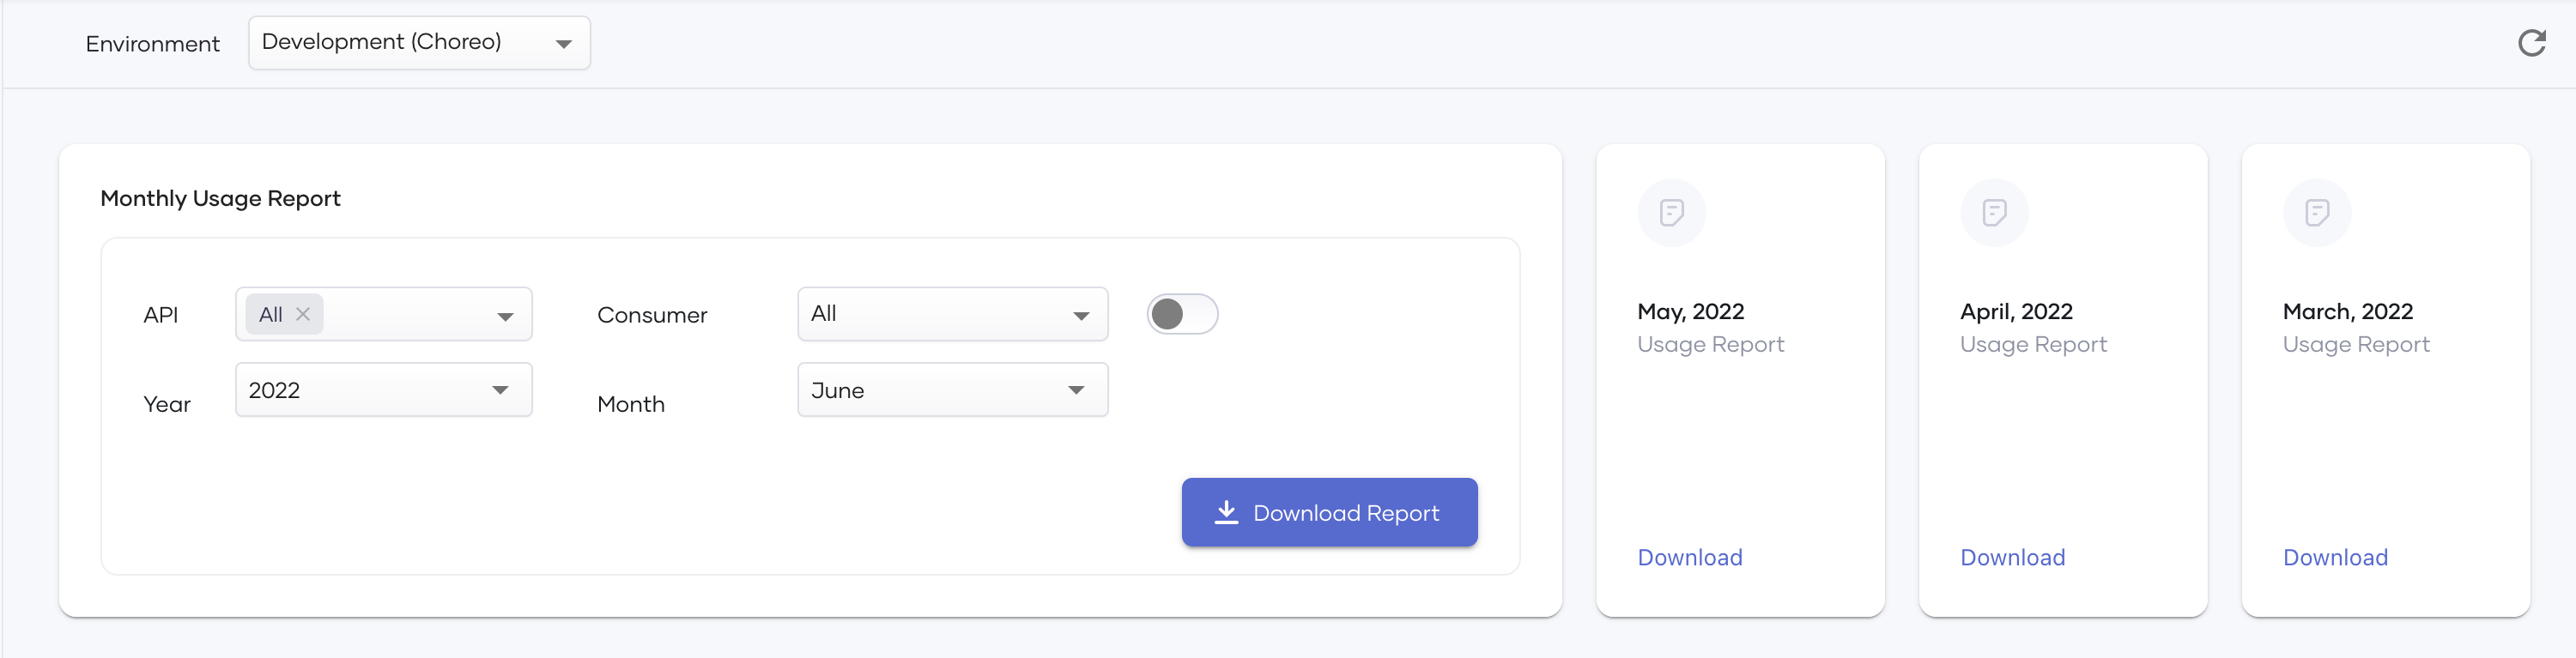 Environment Development (Choreo)
Monthly Usage Report
API All Consumer All
Year 2022 Month June
Download Report
May, 2022
Usage Report
Download
April, 2022
Usage Report
Download
March, 2022
Usage Report
Download